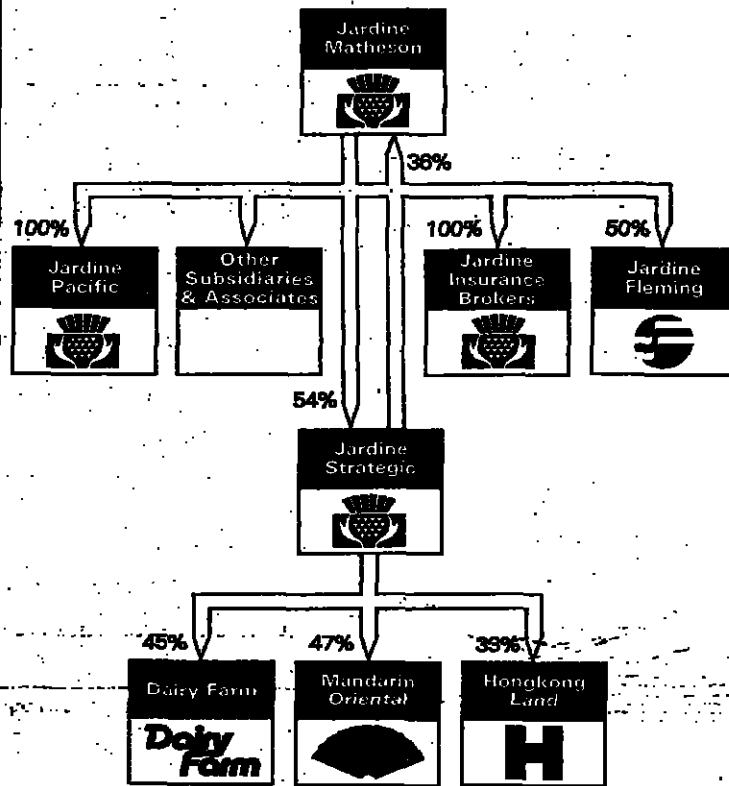 Jardine
Matheson
36%
100%
100%
50%
Jardine
Pacific
Other
Subsidiaries
& Associates
Jardine
Insurance
Brokers
Jardine
Fleming
54%
Jardine
Strategic
45%
47%
33%
Dairy Farm
Mandarin
Oriental
Hongkong
Land
Dairy
Farm
H